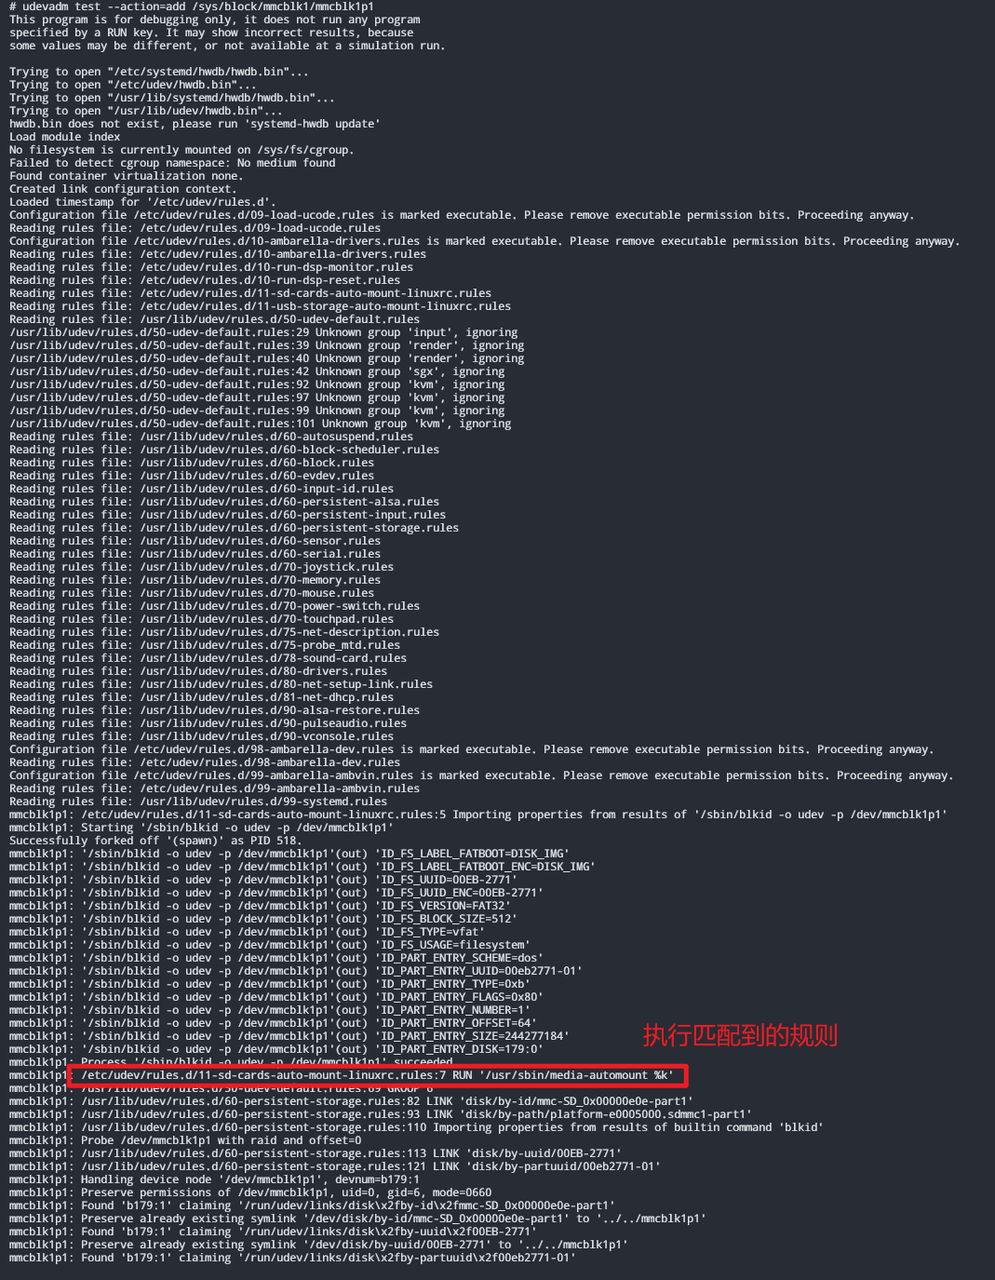 # udevadm test --action=add /sys/block/mmcblk1/mmcblk1p1
This program is for debugging only, it does not run any program
specified by a RUN key. It may show incorrect results, because
some values may be different, or not available at a simulation run.
Trying to open "/etc/systemd/hwdb/hwdb.bin"...
Trying to open "/etc/udev/hwdb.bin"...
Trying to open "/usr/lib/systemd/hwdb/hwdb.bin"...
Trying to open "/usr/lib/udev/hwdb.bin"...
hwdb.bin does not exist, please run 'systemd-hwdb update'
Load module index
No filesystem is currently mounted on /sys/fs/cgroup.
Failed to detect cgroup namespace: No medium found
Found container virtualization none.
Created link configuration context.
Loaded timestamp for '/etc/udev/rules.d'.
Configuration file /etc/udev/rules.d/09-load-ucode.rules is marked executable. Please remove executable permission bits. Proceeding anyway.
Reading rules file: /etc/udev/rules.d/09-load-ucode.rules
Configuration file /etc/udev/rules.d/10-ambarella-drivers.rules is marked executable. Please remove executable permission bits. Proceeding anyway.
Reading rules file: /etc/udev/rules.d/10-ambarella-drivers.rules
Reading rules file: /etc/udev/rules.d/10-run-dsp-monitor.rules
Reading rules file: /etc/udev/rules.d/10-run-dsp-reset.rules
Reading rules file: /etc/udev/rules.d/11-sd-cards-auto-mount-linuxrc.rules
Reading rules file: /etc/udev/rules.d/11-usb-storage-auto-mount-linuxrc.rules
Reading rules file: /usr/lib/udev/rules.d/50-udev-default.rules
/usr/lib/udev/rules.d/50-udev-default.rules:29 Unknown group 'input', ignoring
/usr/lib/udev/rules.d/50-udev-default.rules:39 Unknown group 'render', ignoring
/usr/lib/udev/rules.d/50-udev-default.rules:40 Unknown group 'render', ignoring
/usr/lib/udev/rules.d/50-udev-default.rules:42 Unknown group 'sgx', ignoring
/usr/lib/udev/rules.d/50-udev-default.rules:92 Unknown group 'kvm', ignoring
/usr/lib/udev/rules.d/50-udev-default.rules:97 Unknown group 'kvm', ignoring
/usr/lib/udev/rules.d/50-udev-default.rules:99 Unknown group 'kvm', ignoring
/usr/lib/udev/rules.d/50-udev-default.rules:101 Unknown group 'kvm', ignoring
Reading rules file: /usr/lib/udev/rules.d/60-autosuspend.rules
Reading rules file: /usr/lib/udev/rules.d/60-block-scheduler.rules
Reading rules file: /usr/lib/udev/rules.d/60-block.rules
Reading rules file: /usr/lib/udev/rules.d/60-evdev.rules
Reading rules file: /usr/lib/udev/rules.d/60-input-id.rules
Reading rules file: /usr/lib/udev/rules.d/60-persistent-alsa.rules
Reading rules file: /usr/lib/udev/rules.d/60-persistent-input.rules
Reading rules file: /usr/lib/udev/rules.d/60-persistent-storage.rules
Reading rules file: /usr/lib/udev/rules.d/60-sensor.rules
Reading rules file: /usr/lib/udev/rules.d/60-serial.rules
Reading rules file: /usr/lib/udev/rules.d/70-joystick.rules
Reading rules file: /usr/lib/udev/rules.d/70-memory.rules
Reading rules file: /usr/lib/udev/rules.d/70-mouse.rules
Reading rules file: /usr/lib/udev/rules.d/70-power-switch.rules
Reading rules file: /usr/lib/udev/rules.d/70-touchpad.rules
Reading rules file: /usr/lib/udev/rules.d/75-net-description.rules
Reading rules file: /usr/lib/udev/rules.d/75-probe_mtd.rules
Reading rules file: /usr/lib/udev/rules.d/78-sound-card.rules
Reading rules file: /usr/lib/udev/rules.d/80-drivers.rules
Reading rules file: /usr/lib/udev/rules.d/80-net-setup-link.rules
Reading rules file: /usr/lib/udev/rules.d/81-net-dhcp.rules
Reading rules file: /usr/lib/udev/rules.d/90-alsa-restore.rules
Reading rules file: /usr/lib/udev/rules.d/90-pulseaudio.rules
Reading rules file: /usr/lib/udev/rules.d/90-vconsole.rules
Configuration file /etc/udev/rules.d/98-ambarella-dev.rules is marked executable. Please remove executable permission bits. Proceeding anyway.
Reading rules file: /etc/udev/rules.d/98-ambarella-dev.rules
Configuration file /etc/udev/rules.d/99-ambarella-ambvin.rules is marked executable. Please remove executable permission bits. Proceeding anyway.
Reading rules file: /etc/udev/rules.d/99-ambarella-ambvin.rules
Reading rules file: /usr/lib/udev/rules.d/99-systemd.rules
mmcblk1p1: /etc/udev/rules.d/11-sd-cards-auto-mount-linuxrc.rules:5 Importing properties from results of '/sbin/blkid -o udev -p /dev/mmcblk1p1'
mmcblk1p1: Starting '/sbin/blkid -o udev -p /dev/mmcblk1p1'
Successfully forked off '(spawn)' as PID 518.
mmcblk1p1: '/sbin/blkid -o udev -p /dev/mmcblk1p1'(out) 'ID_FS_LABEL_FATBOOT=DISK_IMG'
mmcblk1p1: '/sbin/blkid -o udev -p /dev/mmcblk1p1'(out) 'ID_FS_LABEL_FATBOOT_ENC=DISK_IMG'
mmcblk1p1: '/sbin/blkid -o udev -p /dev/mmcblk1p1'(out) 'ID_FS_UUID=00EB-2771'
mmcblk1p1: '/sbin/blkid -o udev -p /dev/mmcblk1p1'(out) 'ID_FS_UUID_ENC=00EB-2771'
mmcblk1p1: '/sbin/blkid -o udev -p /dev/mmcblk1p1'(out) 'ID_FS_VERSION=FAT32'
mmcblk1p1: '/sbin/blkid -o udev -p /dev/mmcblk1p1'(out) 'ID_FS_BLOCK_SIZE=512'
mmcblk1p1: '/sbin/blkid -o udev -p /dev/mmcblk1p1'(out) 'ID_FS_TYPE=vfat'
mmcblk1p1: '/sbin/blkid -o udev -p /dev/mmcblk1p1'(out) 'ID_FS_USAGE=filesystem'
mmcblk1p1: '/sbin/blkid -o udev -p /dev/mmcblk1p1'(out) 'ID_PART_ENTRY_SCHEME=dos'
mmcblk1p1: '/sbin/blkid -o udev -p /dev/mmcblk1p1'(out) 'ID_PART_ENTRY_UUID=00eb2771-01'
mmcblk1p1: '/sbin/blkid -o udev -p /dev/mmcblk1p1'(out) 'ID_PART_ENTRY_TYPE=0xb'
mmcblk1p1: '/sbin/blkid -o udev -p /dev/mmcblk1p1'(out) 'ID_PART_ENTRY_FLAGS=0x80'
mmcblk1p1: '/sbin/blkid -o udev -p /dev/mmcblk1p1'(out) 'ID_PART_ENTRY_NUMBER=1'
mmcblk1p1: '/sbin/blkid -o udev -p /dev/mmcblk1p1'(out) 'ID_PART_ENTRY_OFFSET=64'
mmcblk1p1: '/sbin/blkid -o udev -p /dev/mmcblk1p1'(out) 'ID_PART_ENTRY_SIZE=244277184'
执行匹配到的规则
mmcblk1p1: '/sbin/blkid -o udev -p /dev/mmcblk1p1'(out) 'ID_PART_ENTRY_DISK=179:0'
mmcblk1p1: Process '/sbin/blkid -o udev -p /dev/mmcblk1p1' succeeded
mmcblk1p1: /etc/udev/rules.d/11-sd-cards-auto-mount-linuxrc.rules:7 RUN '/usr/sbin/media-automount %k'
mmcblk1p1: /usr/lib/udev/rules.d/50-udev-default.rules:69 GROUP 6
mmcblk1p1: /usr/lib/udev/rules.d/60-persistent-storage.rules:82 LINK 'disk/by-id/mmc-SD_0x00000e0e-part1'
mmcblk1p1: /usr/lib/udev/rules.d/60-persistent-storage.rules:93 LINK 'disk/by-path/platform-e0005000.sdmmc1-part1'
mmcblk1p1: /usr/lib/udev/rules.d/60-persistent-storage.rules:110 Importing properties from results of builtin command 'blkid'
mmcblk1p1: Probe /dev/mmcblk1p1 with raid and offset=0
mmcblk1p1: /usr/lib/udev/rules.d/60-persistent-storage.rules:113 LINK 'disk/by-uuid/00EB-2771'
mmcblk1p1: /usr/lib/udev/rules.d/60-persistent-storage.rules:121 LINK 'disk/by-partuuid/00eb2771-01'
mmcblk1p1: Handling device node '/dev/mmcblk1p1', devnum=b179:1
mmcblk1p1: Preserve permissions of /dev/mmcblk1p1, uid=0, gid=6, mode=0660
mmcblk1p1: Found 'b179:1' claiming '/run/udev/links/disk\x2fby-id\x2fmmc-SD_0x00000e0e-part1'
mmcblk1p1: Preserve already existing symlink '/dev/disk/by-id/mmc-SD_0x00000e0e-part1' to '../../mmcblk1p1'
mmcblk1p1: Found 'b179:1' claiming '/run/udev/links/disk\x2fby-uuid\x2f00EB-2771'
mmcblk1p1: Preserve already existing symlink '/dev/disk/by-uuid/00EB-2771' to '../../mmcblk1p1'
mmcblk1p1: Found 'b179:1' claiming '/run/udev/links/disk\x2fby-partuuid\x2f00eb2771-01'